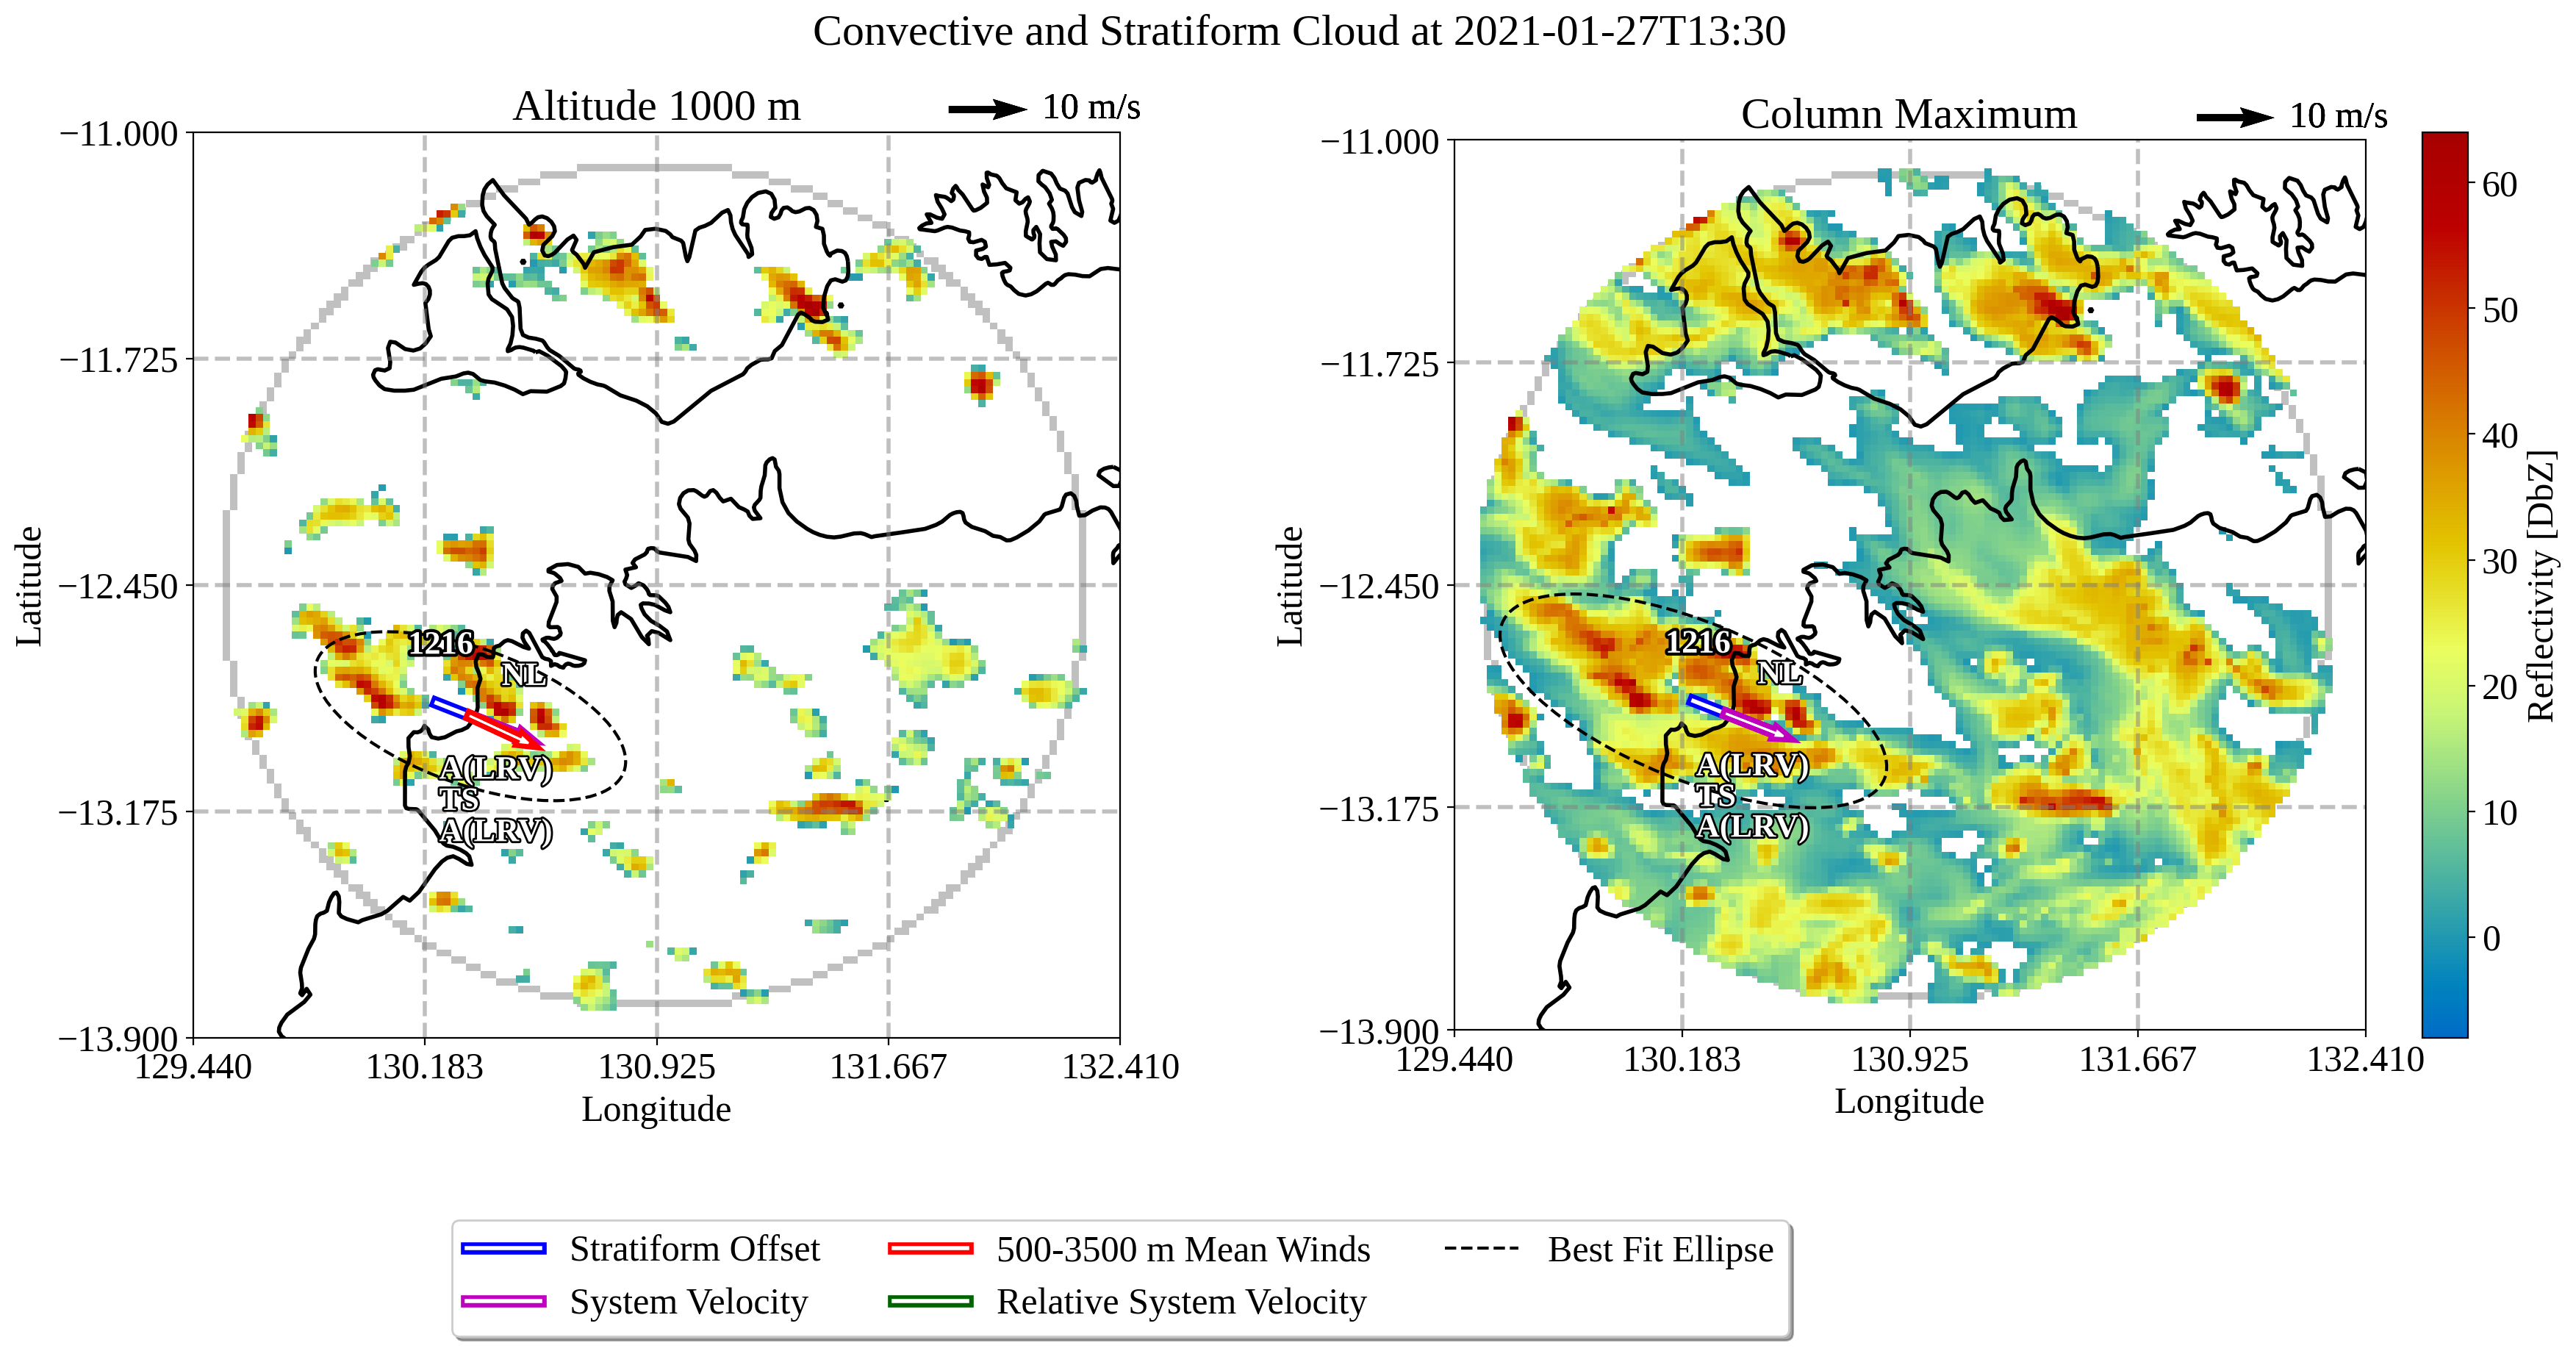 Convective and Stratiform Cloud at 2021-01-27T13:30
Altitude 1000 m
10 m/s
−11.000
−11.725
−12.450
−13.175
−13.900
129.440
130.183
130.925
131.667
132.410
Latitude
Longitude
1216
NL
A(LRV)
TS
A(LRV)
Column Maximum
10 m/s
−11.000
−11.725
−12.450
−13.175
−13.900
129.440
130.183
130.925
131.667
132.410
Latitude
Longitude
1216
NL
A(LRV)
TS
A(LRV)
60
50
40
30
20
10
0
Reflectivity [DbZ]
Stratiform Offset
System Velocity
500-3500 m Mean Winds
Relative System Velocity
Best Fit Ellipse